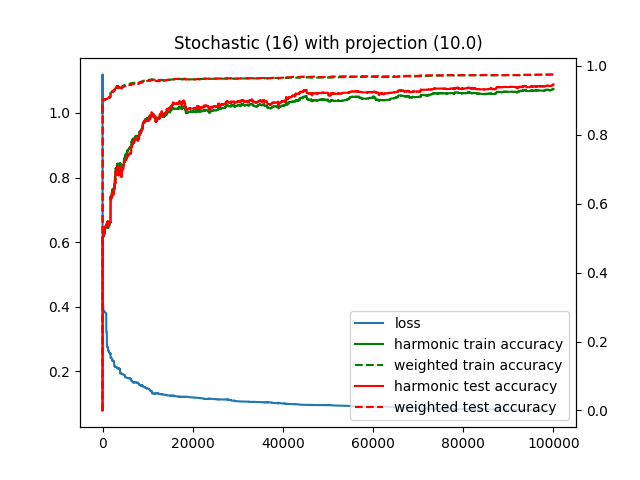 Stochastic (16) with projection (10.0)
1.0
0.8
0.6
0.4
0.2
1.0
0.8
0.6
0.4
0.2
0.0
loss
harmonic train accuracy
weighted train accuracy
harmonic test accuracy
weighted test accuracy
0 20000 40000 60000 80000 100000